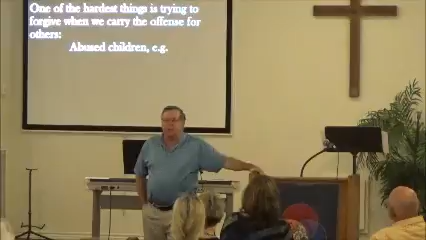 One of the hardest things is trying to
forgive when we carry the offense for
others:
Abused children, e.g.